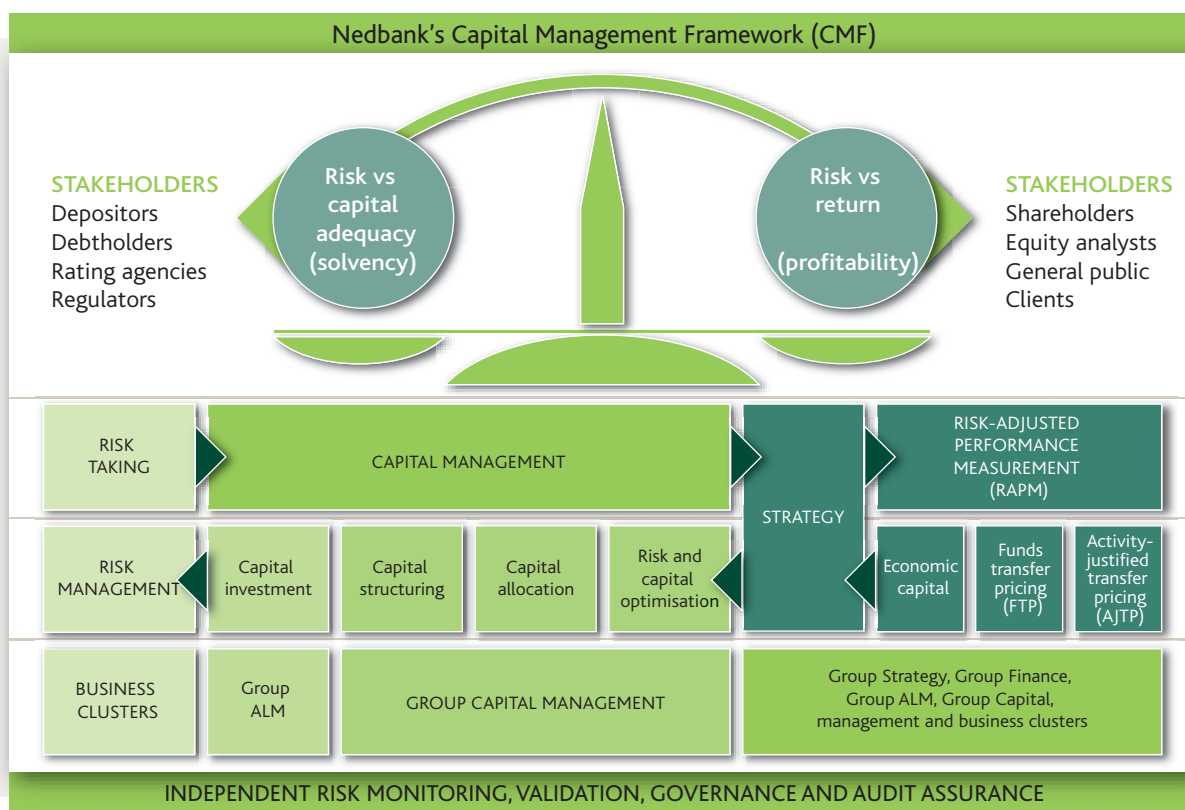 Nedbank's Capital Management Framework (CMF)
STAKEHOLDERS
Depositors
Debtholders
Rating agencies
Regulators
Risk vs
capital
adequacy
(solvency)
Risk vs
return
(profitability)
STAKEHOLDERS
Shareholders
Equity analysts
General public
Clients
RISK
TAKING
CAPITAL MANAGEMENT
STRATEGY
RISK-ADJUSTED
PERFORMANCE
MEASUREMENT
(RAPM)
RISK
MANAGEMENT
Capital
investment
Capital
structuring
Capital
allocation
Risk and
capital
optimisation
Economic
capital
Funds
transfer
pricing
(FTP)
Activity-
justified
transfer
pricing
(AJTP)
BUSINESS
CLUSTERS
Group
ALM
GROUP CAPITAL MANAGEMENT
Group Strategy, Group Finance,
Group ALM, Group Capital,
management and business clusters
INDEPENDENT RISK MONITORING, VALIDATION, GOVERNANCE AND AUDIT ASSURANCE